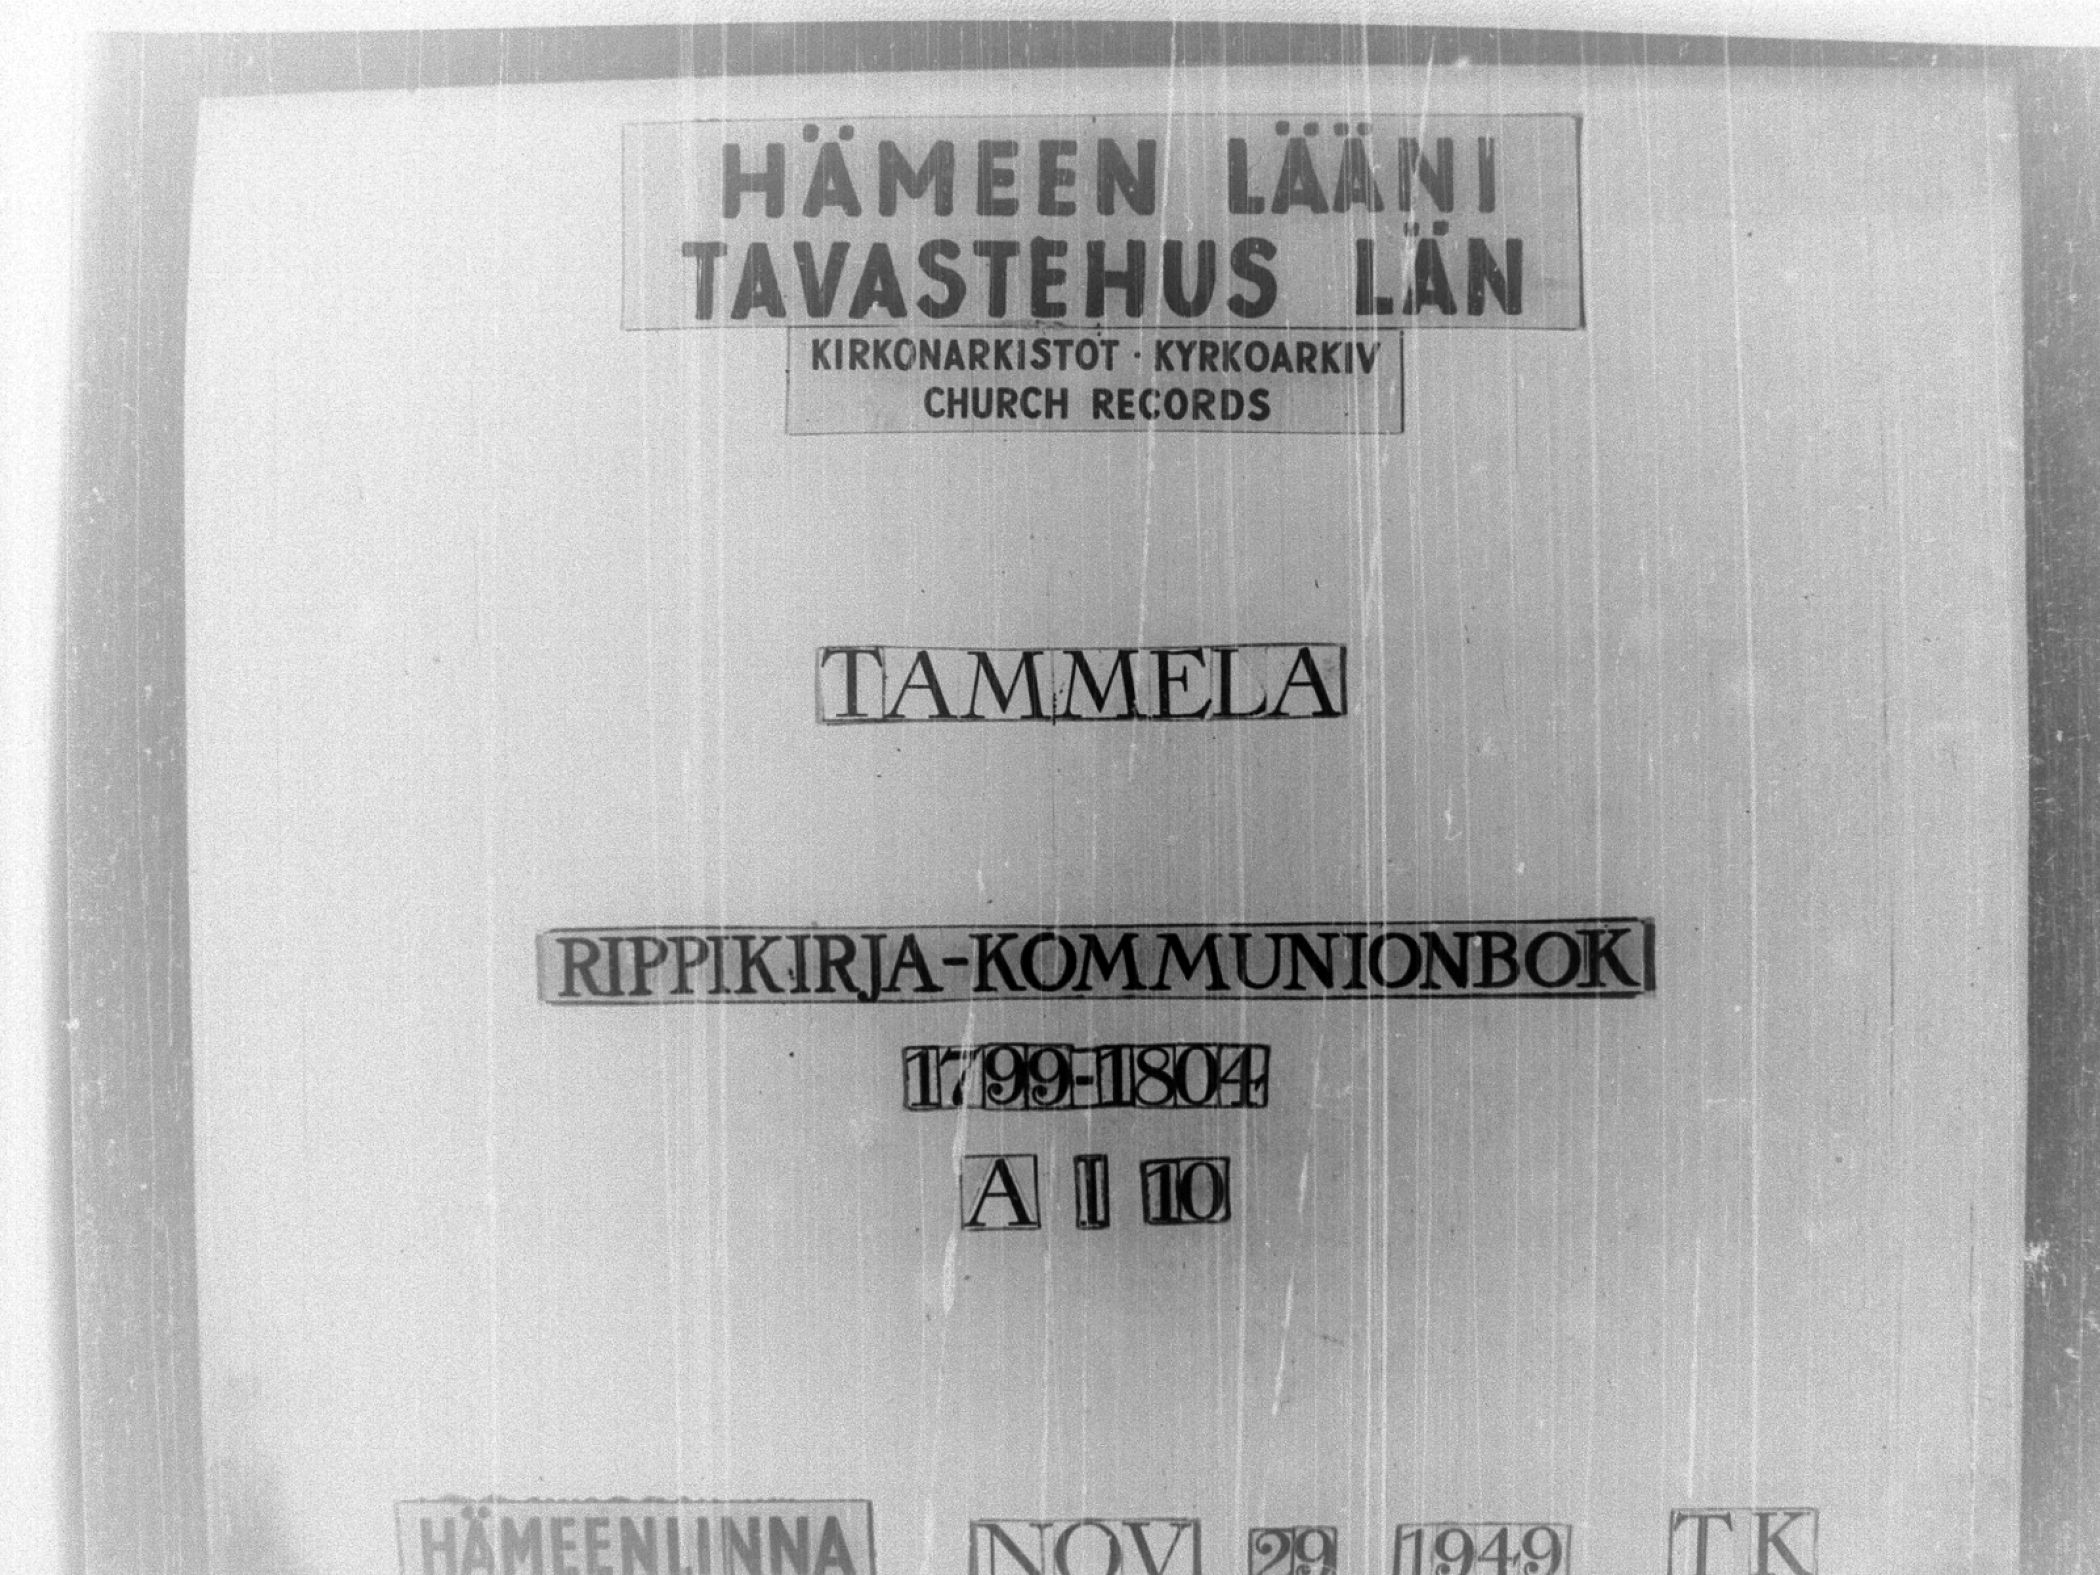 HÄMEEN LÄÄNI
TAVASTEHUS LÄN
KIRKONARKISTOT · KYRKOARKIV
CHURCH RECORDS
TAMMELA
RIPPIKIRJA-KOMMUNIONBOK
1799-1804
A I 10
HÄMEENLINNA NOV 29 1949 TK